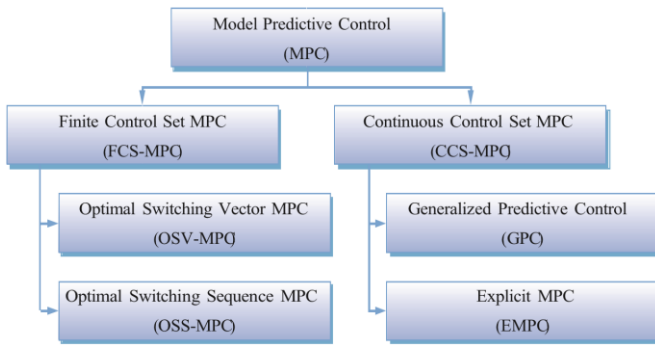 Model Predictive Control
(MPC)
Finite Control Set MPC
(FCS-MPC)
Continuous Control Set MPC
(CCS-MPC)
Optimal Switching Vector MPC
(OSV-MPC)
Generalized Predictive Control
(GPC)
Optimal Switching Sequence MPC
(OSS-MPC)
Explicit MPC
(EMPC)